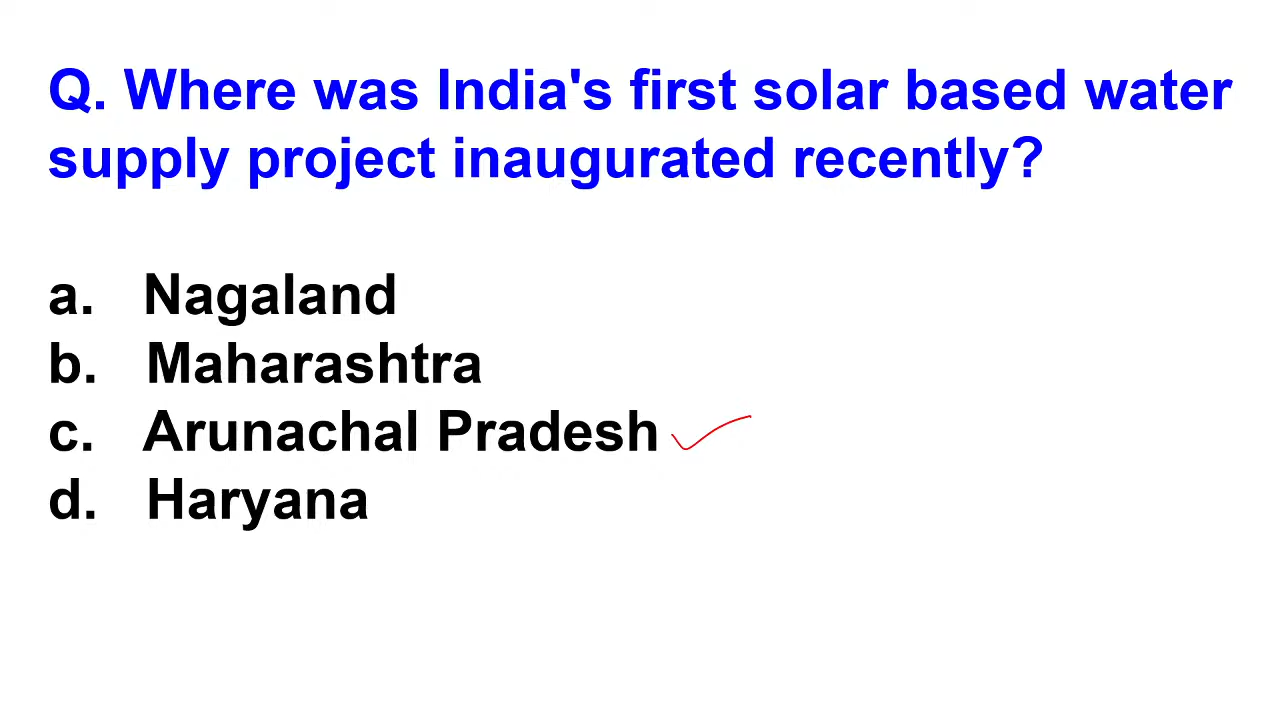 Q. Where was India's first solar based water
supply project inaugurated recently?
a. Nagaland
b. Maharashtra
c. Arunachal Pradesh
d. Haryana